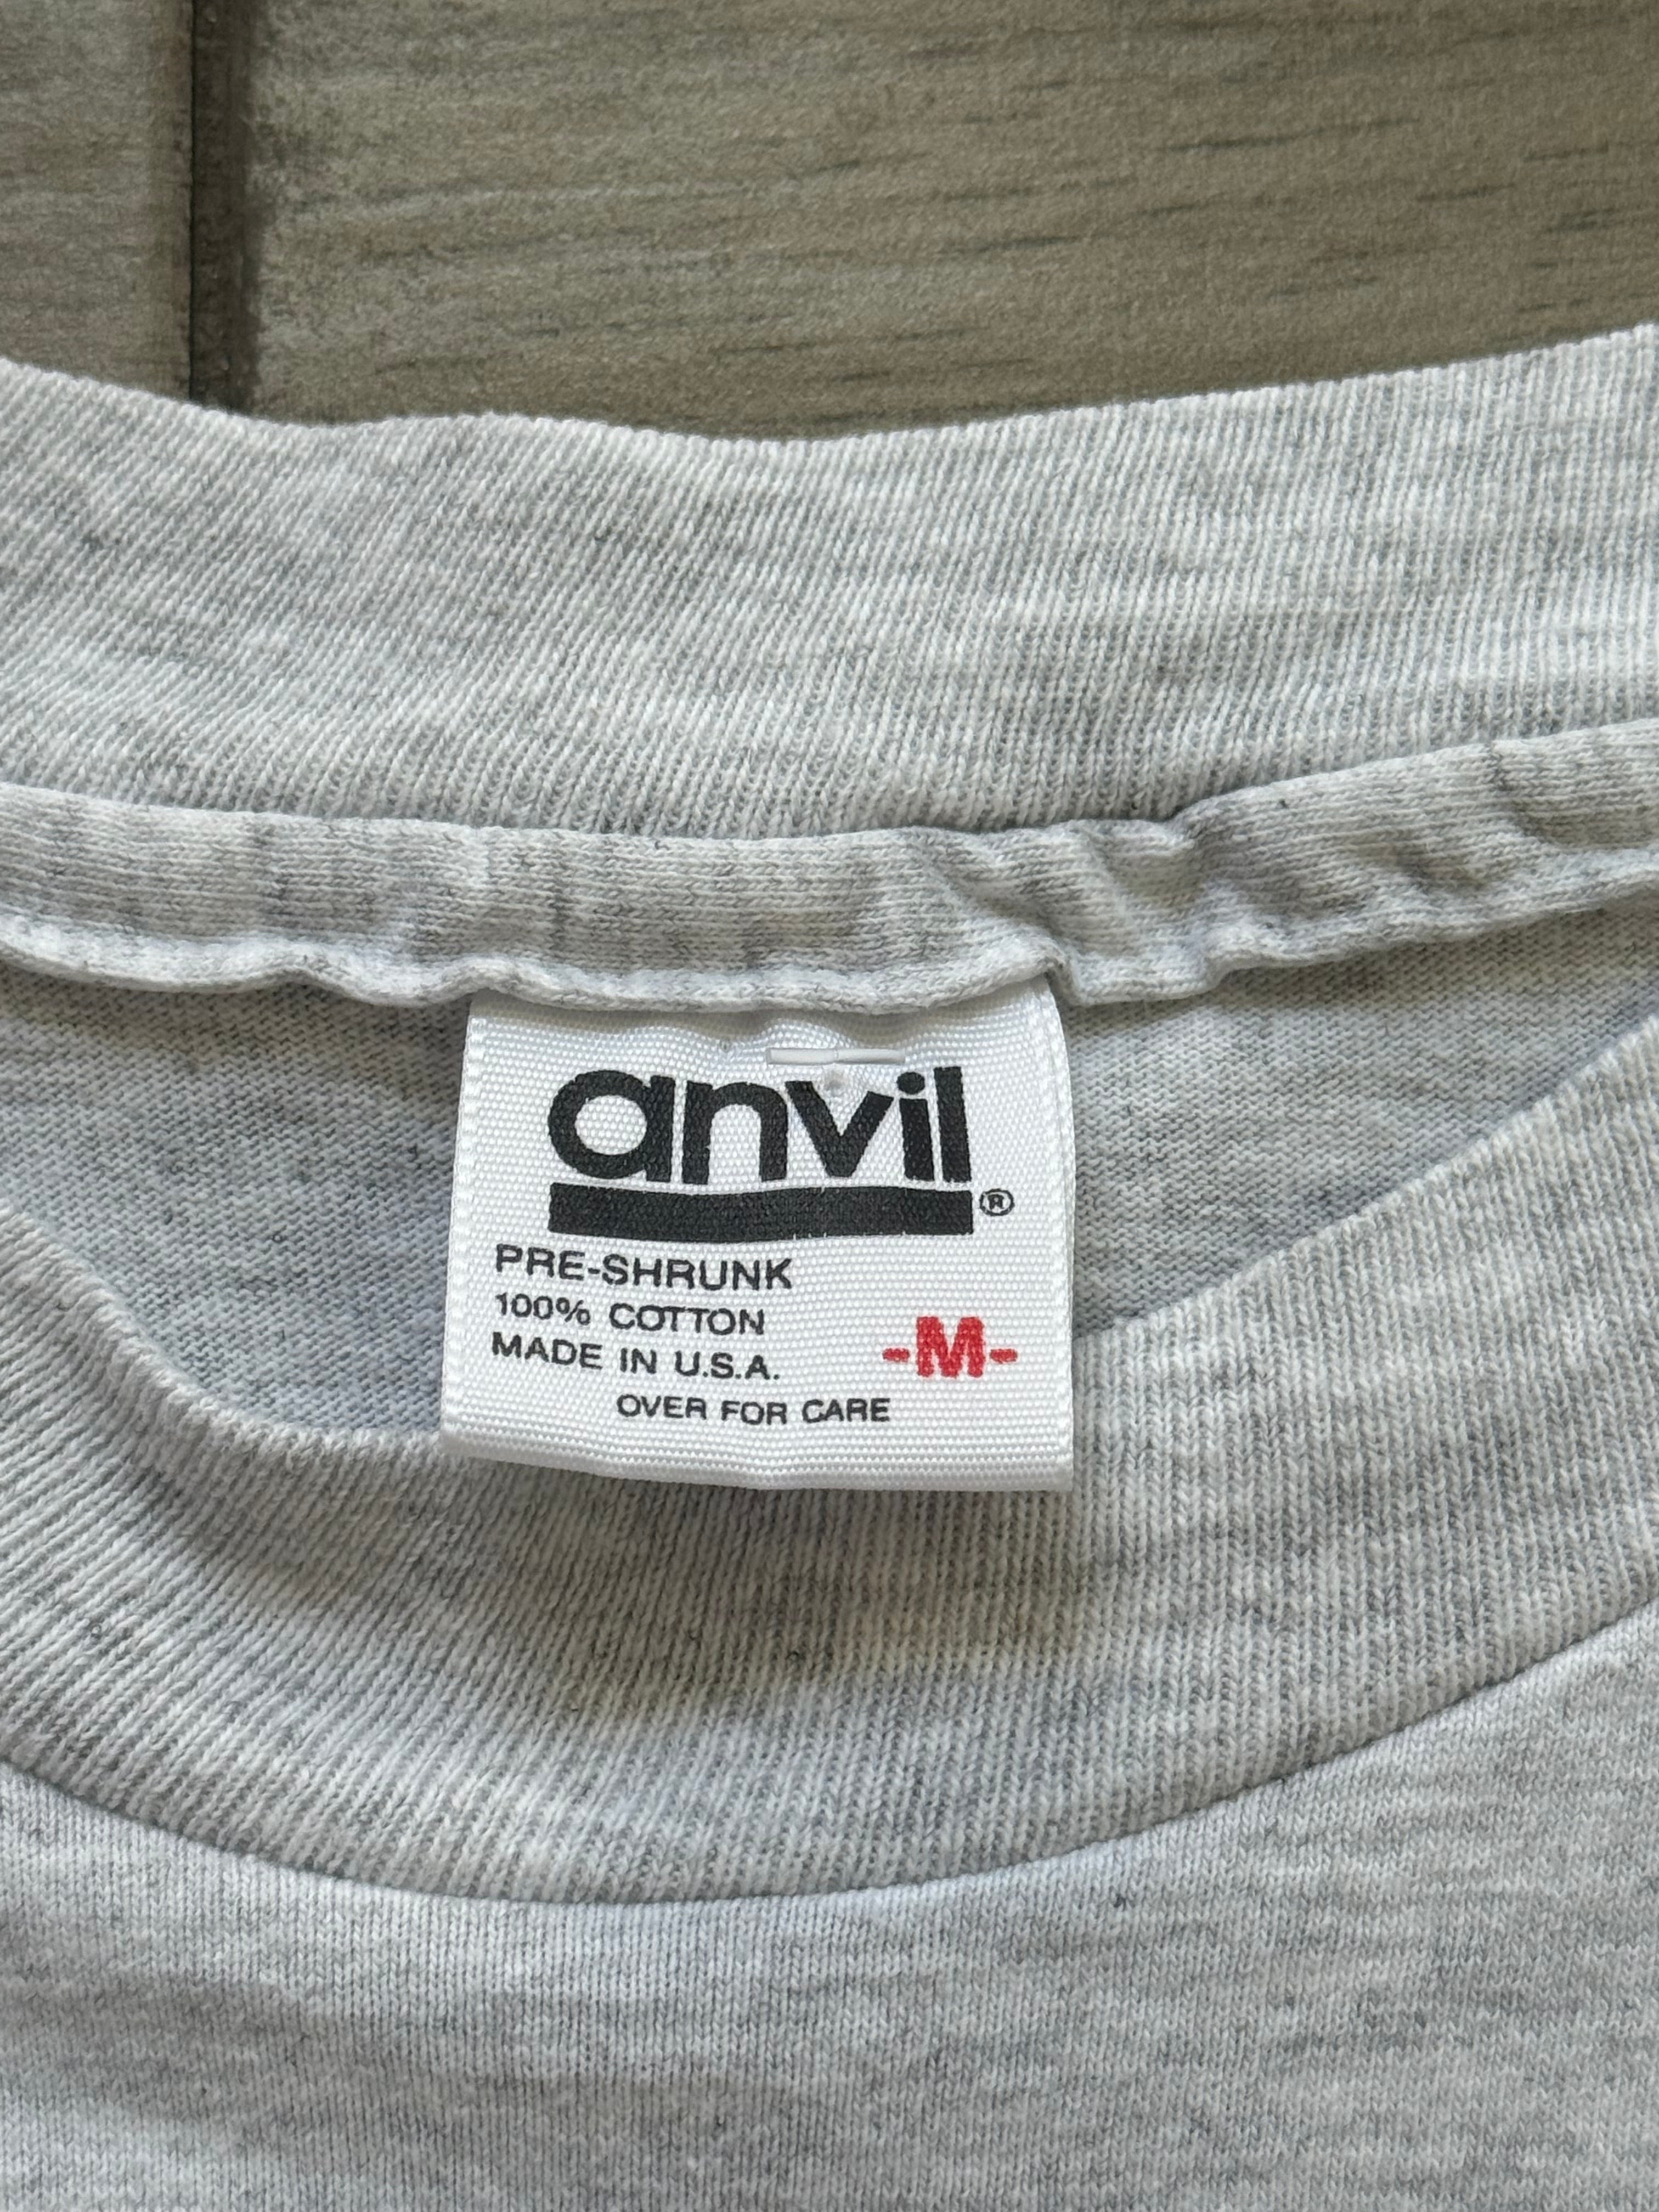 anvil®
PRE-SHRUNK
100% COTTON
MADE IN U.S.A.
-M-
OVER FOR CARE